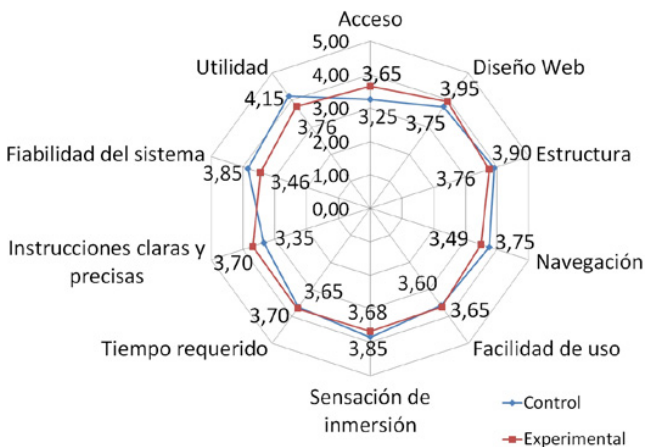 Acceso
5,00
Utilidad
Diseño Web
4,00
3,65
3,95
4,15
3,00
3,25
3,75
3,76
3,90
Fiabilidad del sistema
2,00
Estructura
3,85
3,46
1,00
3,76
0,00
Instrucciones claras y
precisas
3,35
3,49
3,75
3,70
Navegación
3,65
3,60
3,70
3,68
3,65
Tiempo requerido
3,85
Facilidad de uso
Sensación de
inmersión
Control
Experimental